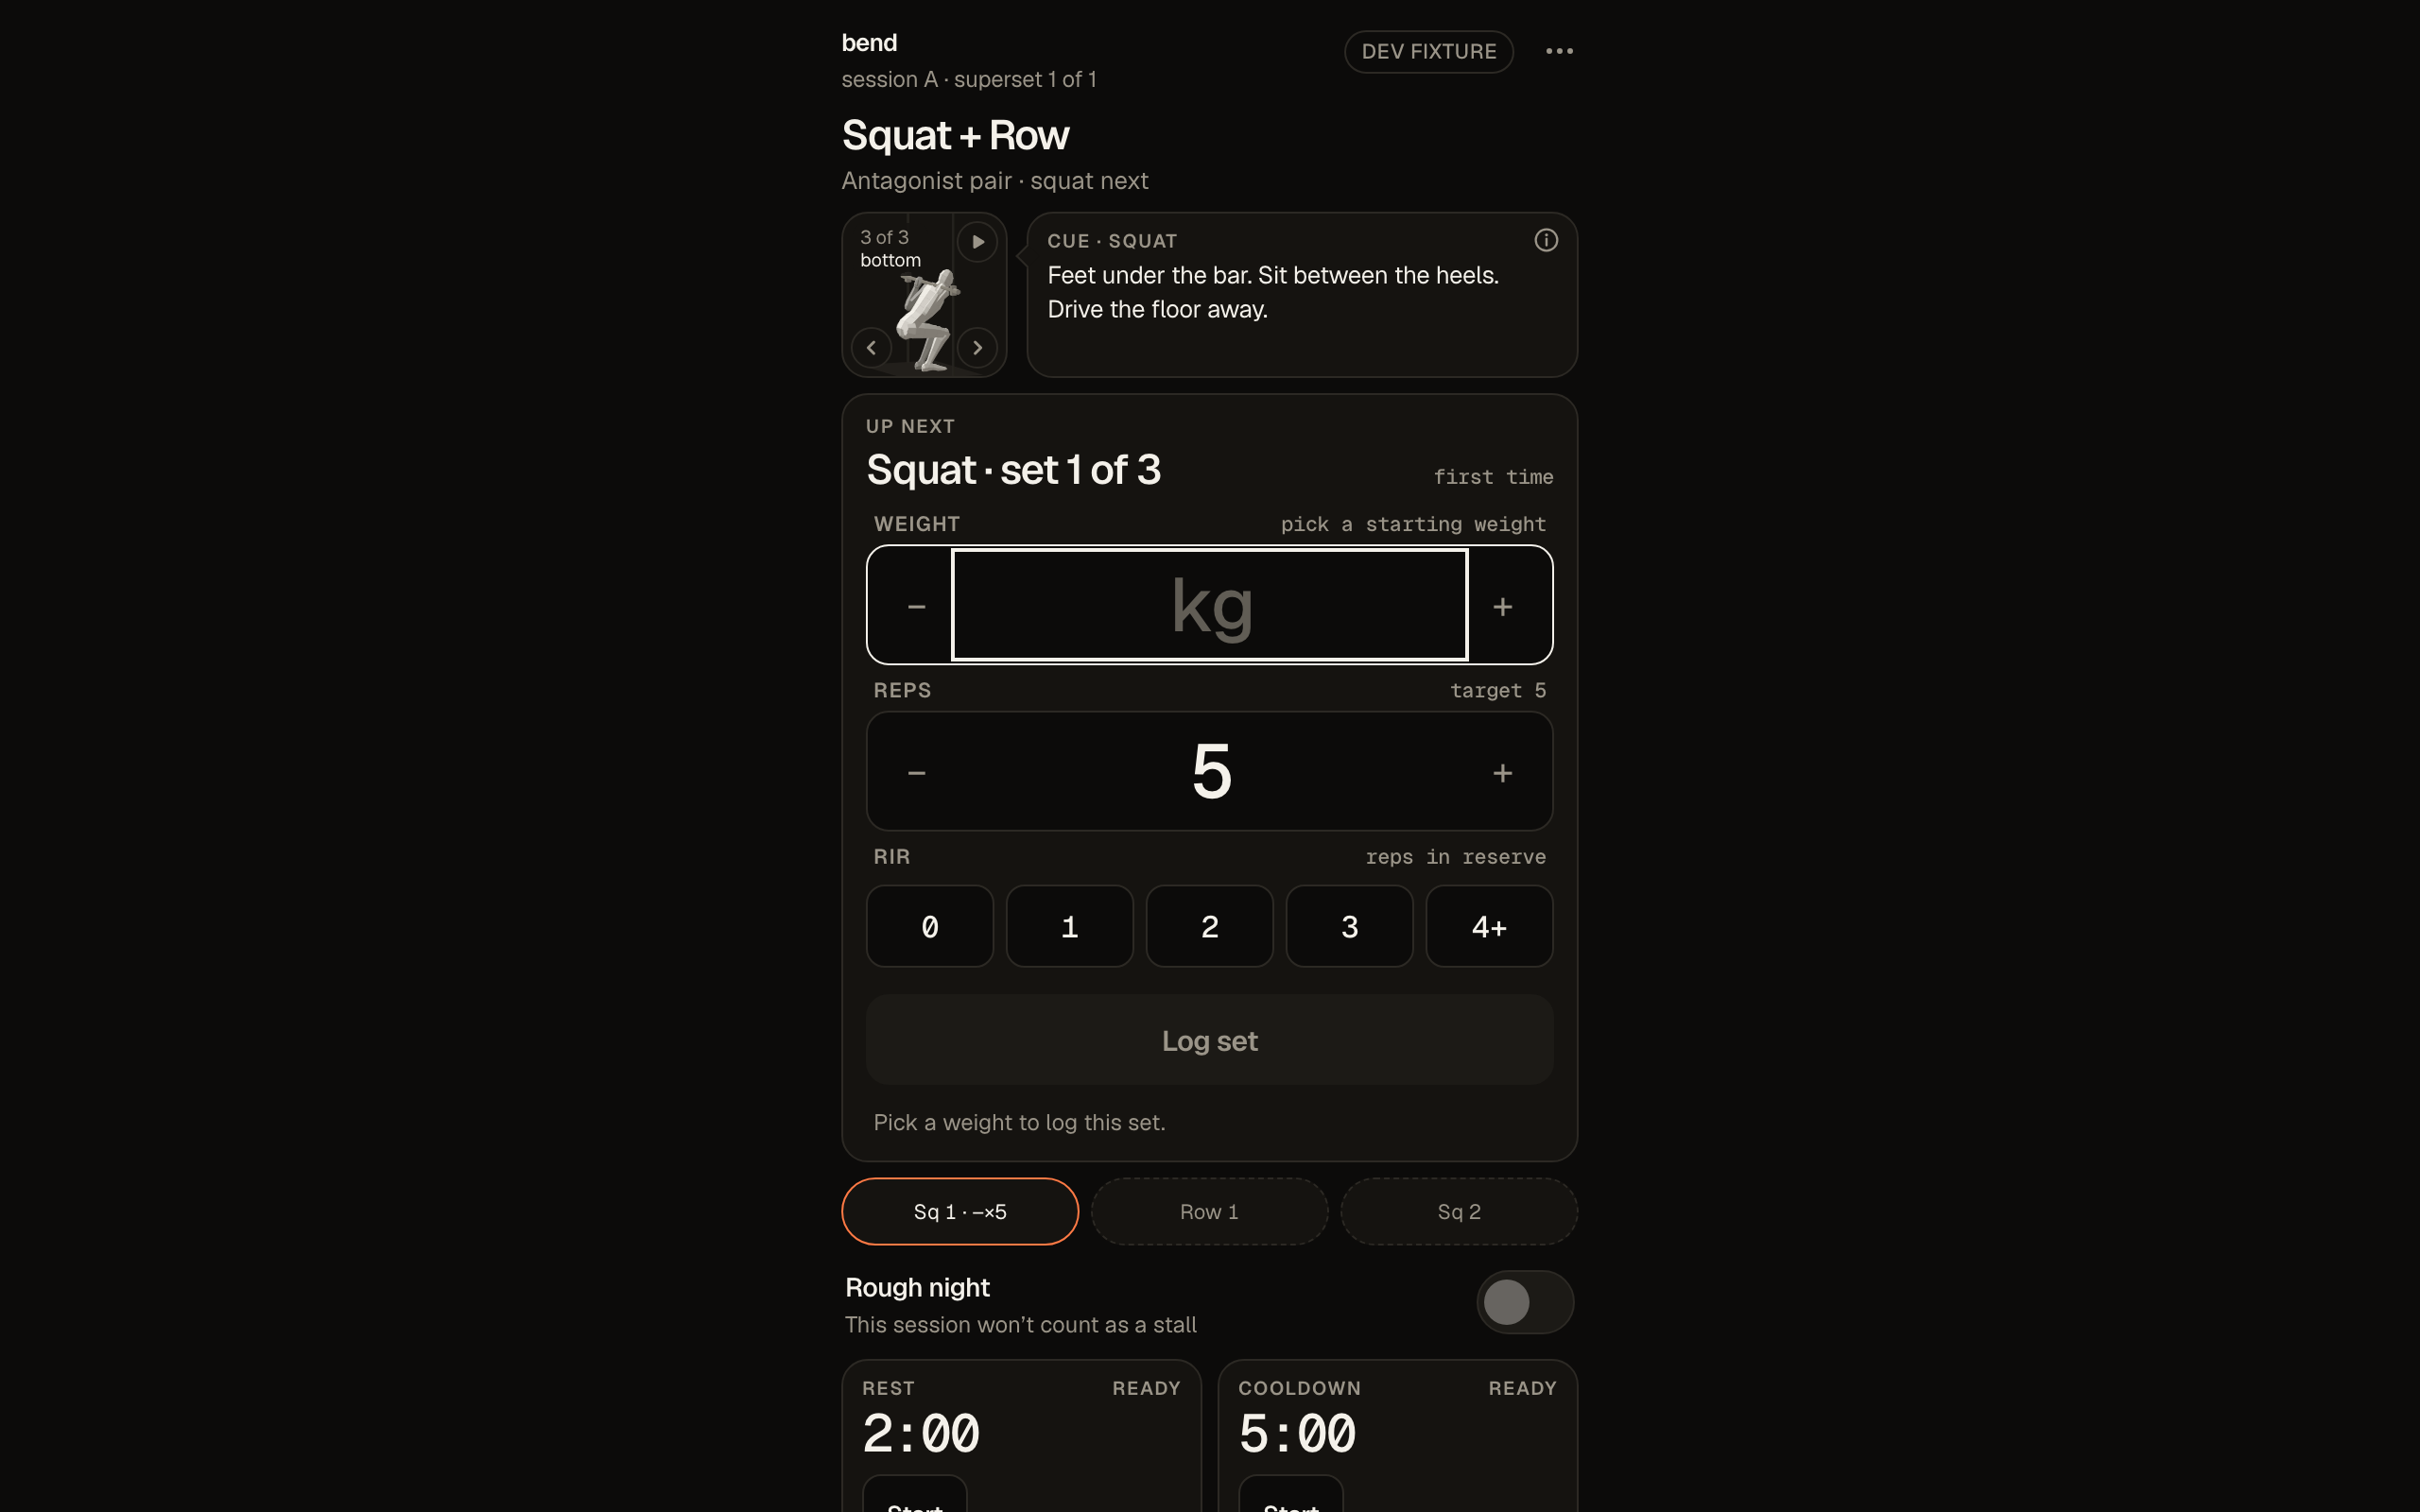 bend
session A · superset 1 of 1
DEV FIXTURE
Squat + Row
Antagonist pair · squat next
3 of 3
bottom
CUE · SQUAT
Feet under the bar. Sit between the heels.
Drive the floor away.
UP NEXT
Squat · set 1 of 3
first time
WEIGHT
pick a starting weight
− kg +
REPS
target 5
− 5 +
RIR
reps in reserve
0 1 2 3 4+
Log set
Pick a weight to log this set.
Sq 1 · –×5
Row 1
Sq 2
Rough night
This session won’t count as a stall
REST READY
2:00
Start
COOLDOWN READY
5:00
Start